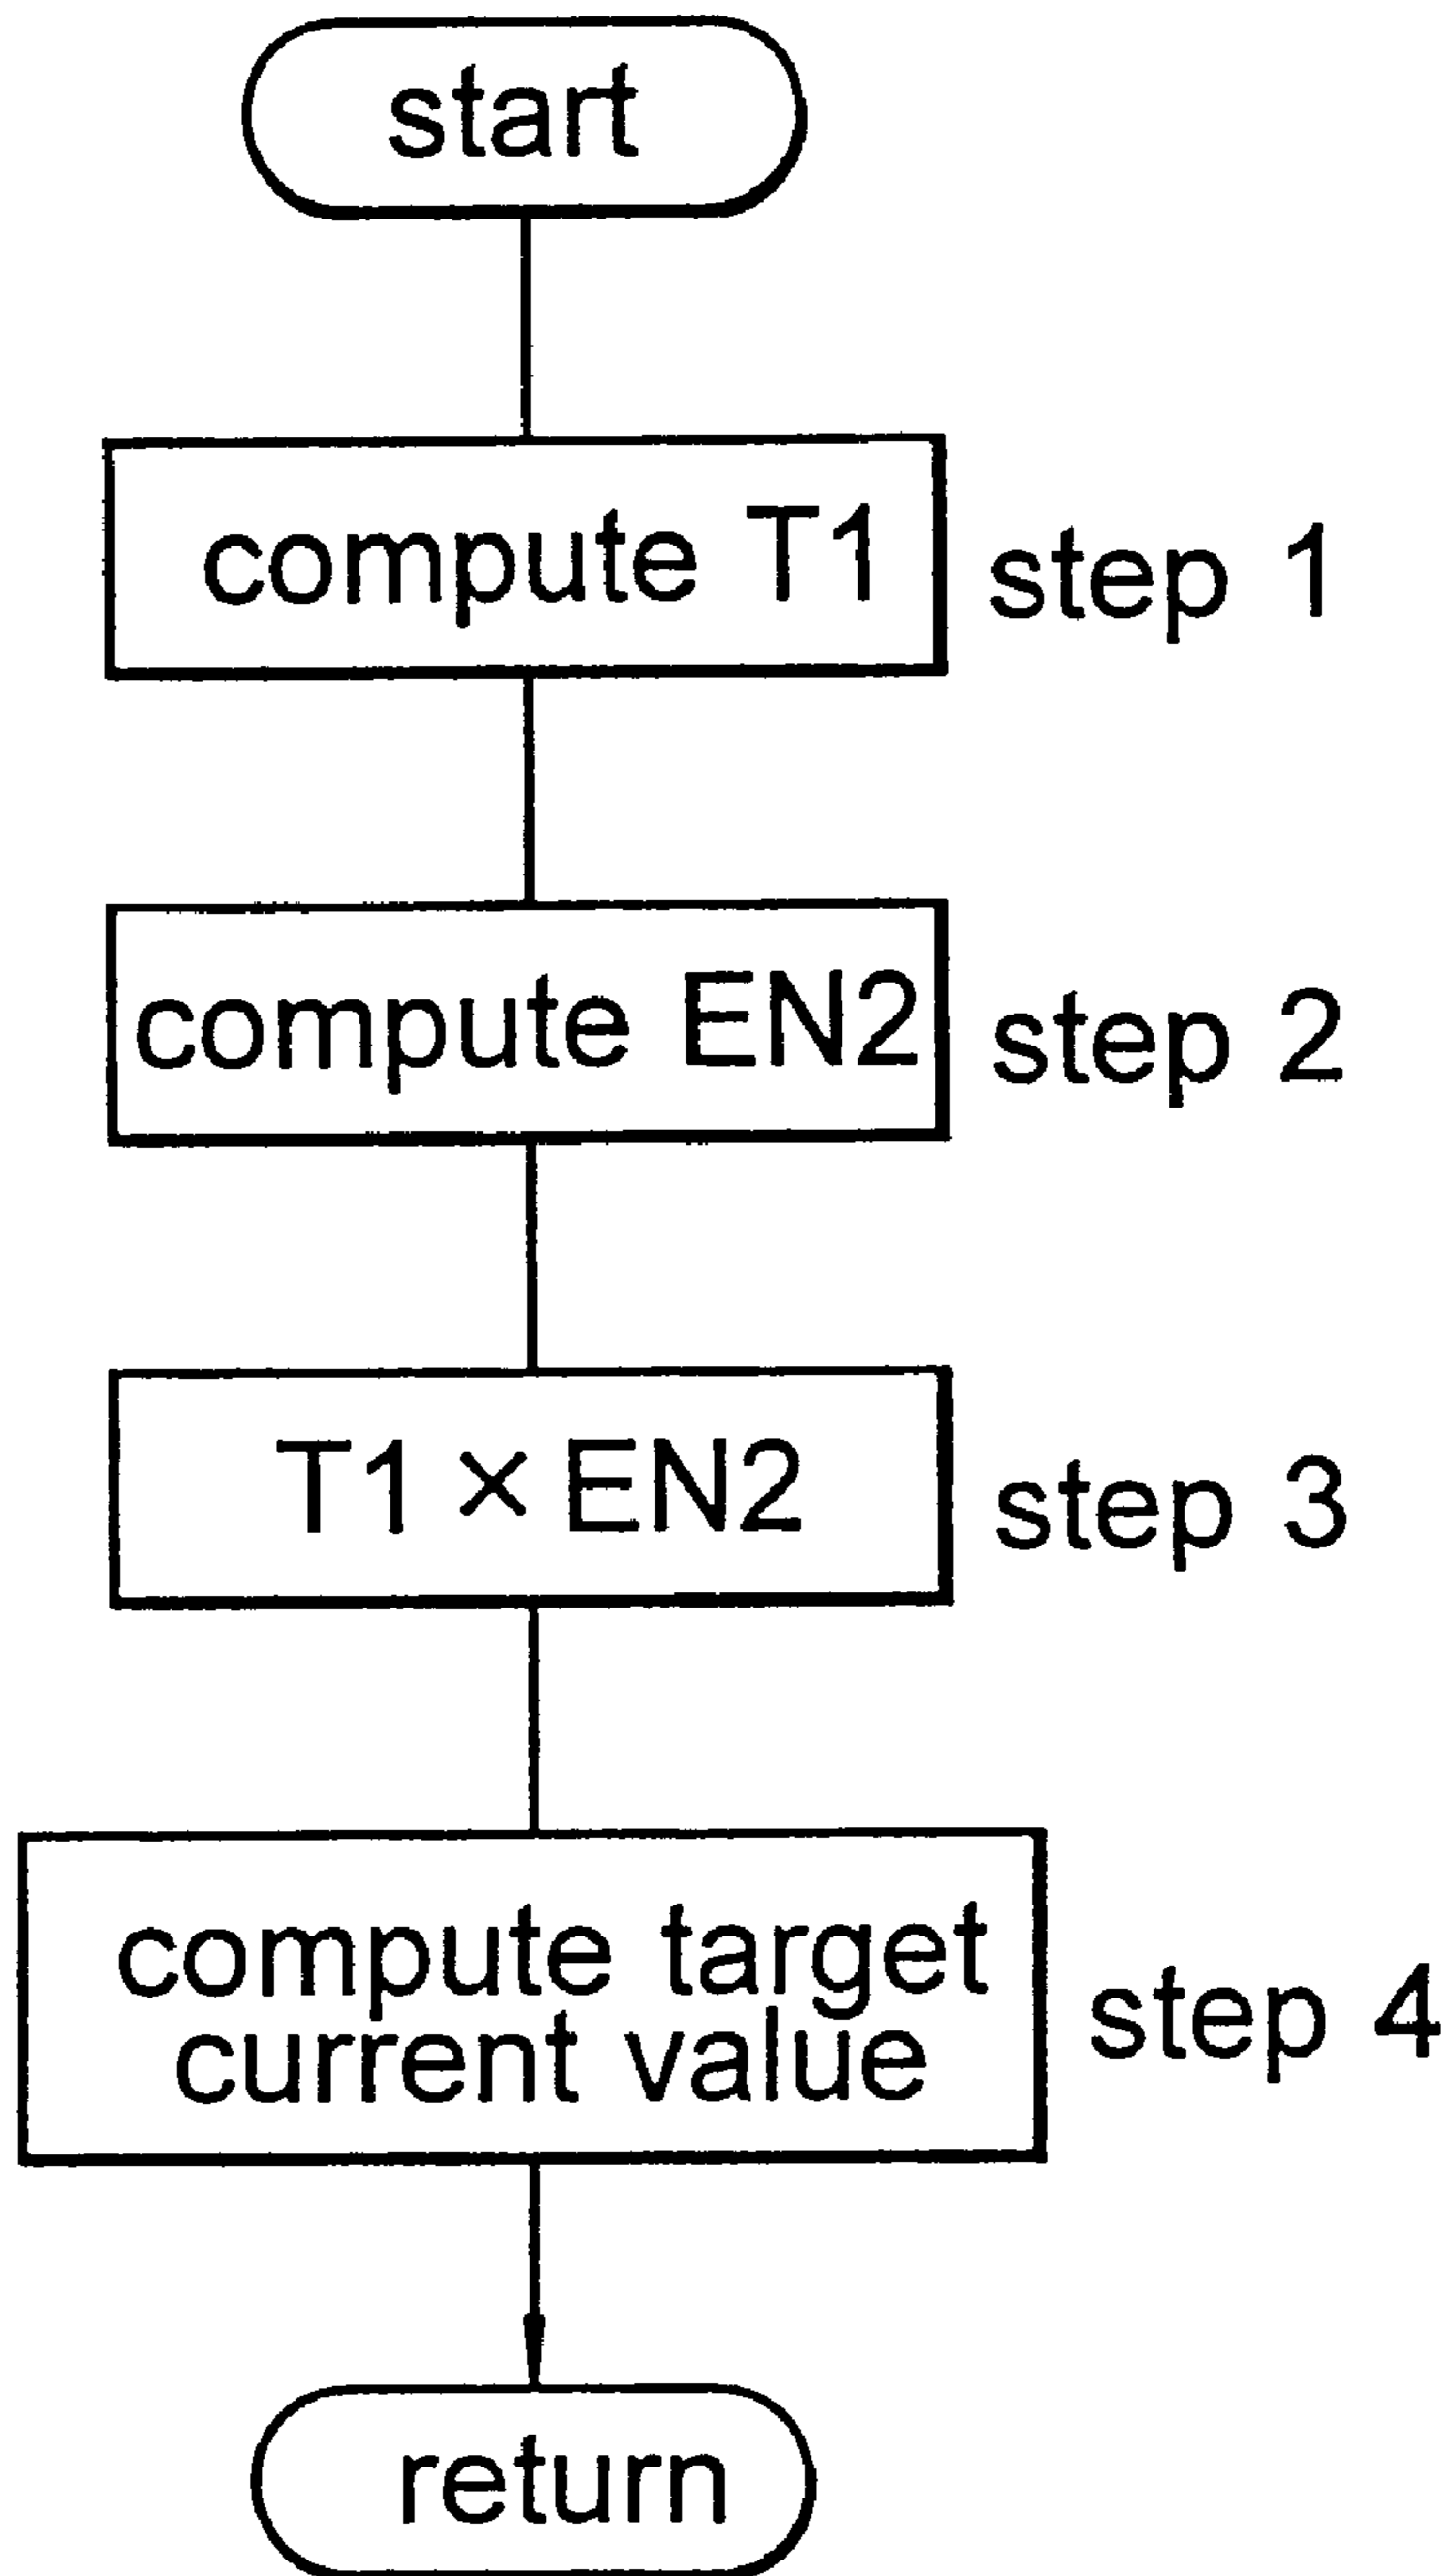 start
compute T1
step 1
compute EN2
step 2
T1 × EN2
step 3
compute target
current value
step 4
return